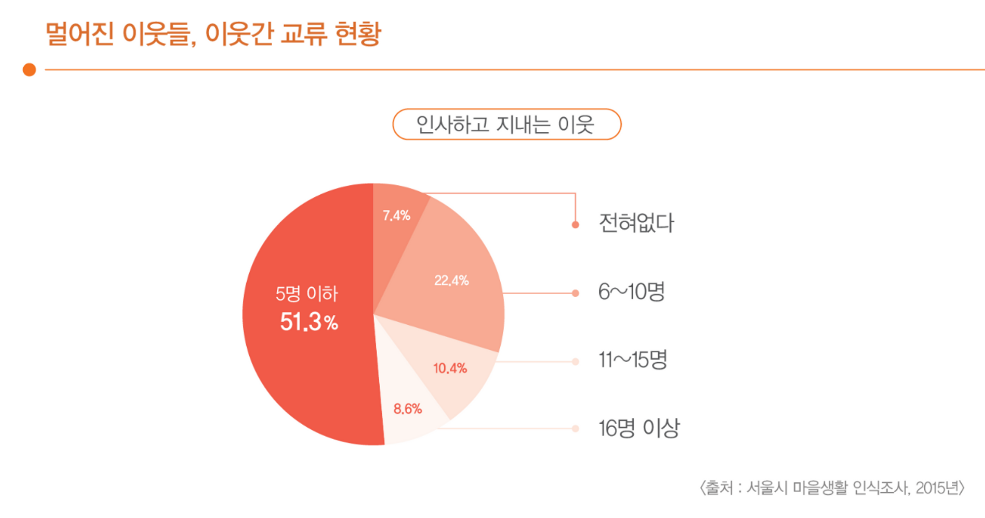 멀어진 이웃들, 이웃간 교류 현황
인사하고 지내는 이웃
7.4%
전혀없다
22.4%
6~10명
5명 이하
51.3%
10.4%
11~15명
8.6%
16명 이상
〈출처 : 서울시 마을생활 인식조사, 2015년〉